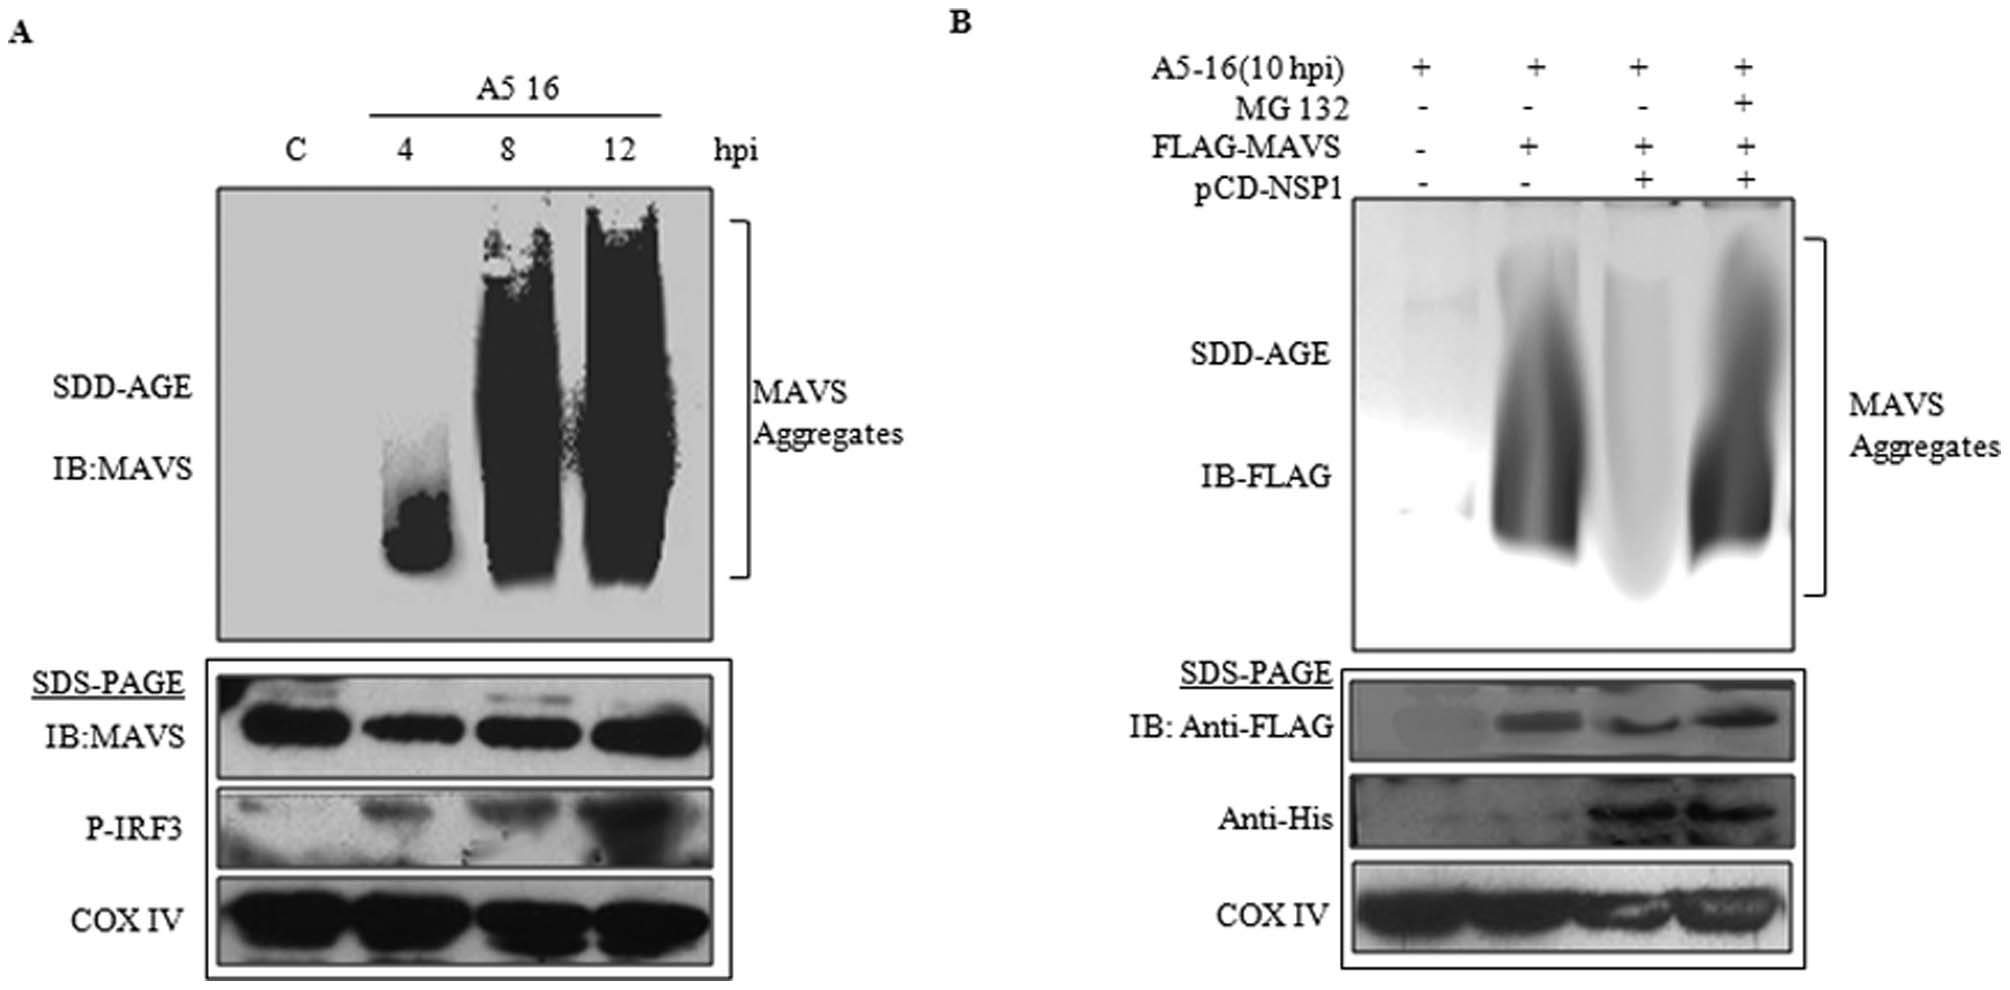 A
A5 16
C 4 8 12 hpi
SDD-AGE
IB:MAVS
MAVS
Aggregates
SDS-PAGE
IB:MAVS
P-IRF3
COX IV
B
A5-16(10 hpi) + + + +
MG 132 - - - +
FLAG-MAVS - + + +
pCD-NSP1 - - + +
SDD-AGE
IB-FLAG
MAVS
Aggregates
SDS-PAGE
IB: Anti-FLAG
Anti-His
COX IV